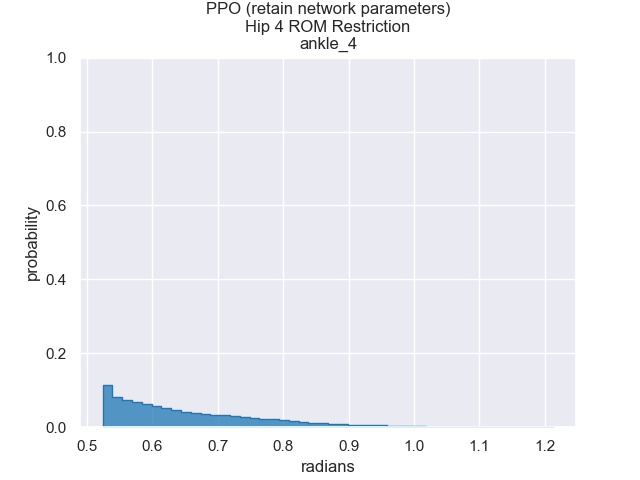 PPO (retain network parameters)
Hip 4 ROM Restriction
ankle_4
1.0
0.8
0.6
0.4
0.2
0.0
probability
0.5 0.6 0.7 0.8 0.9 1.0 1.1 1.2
radians